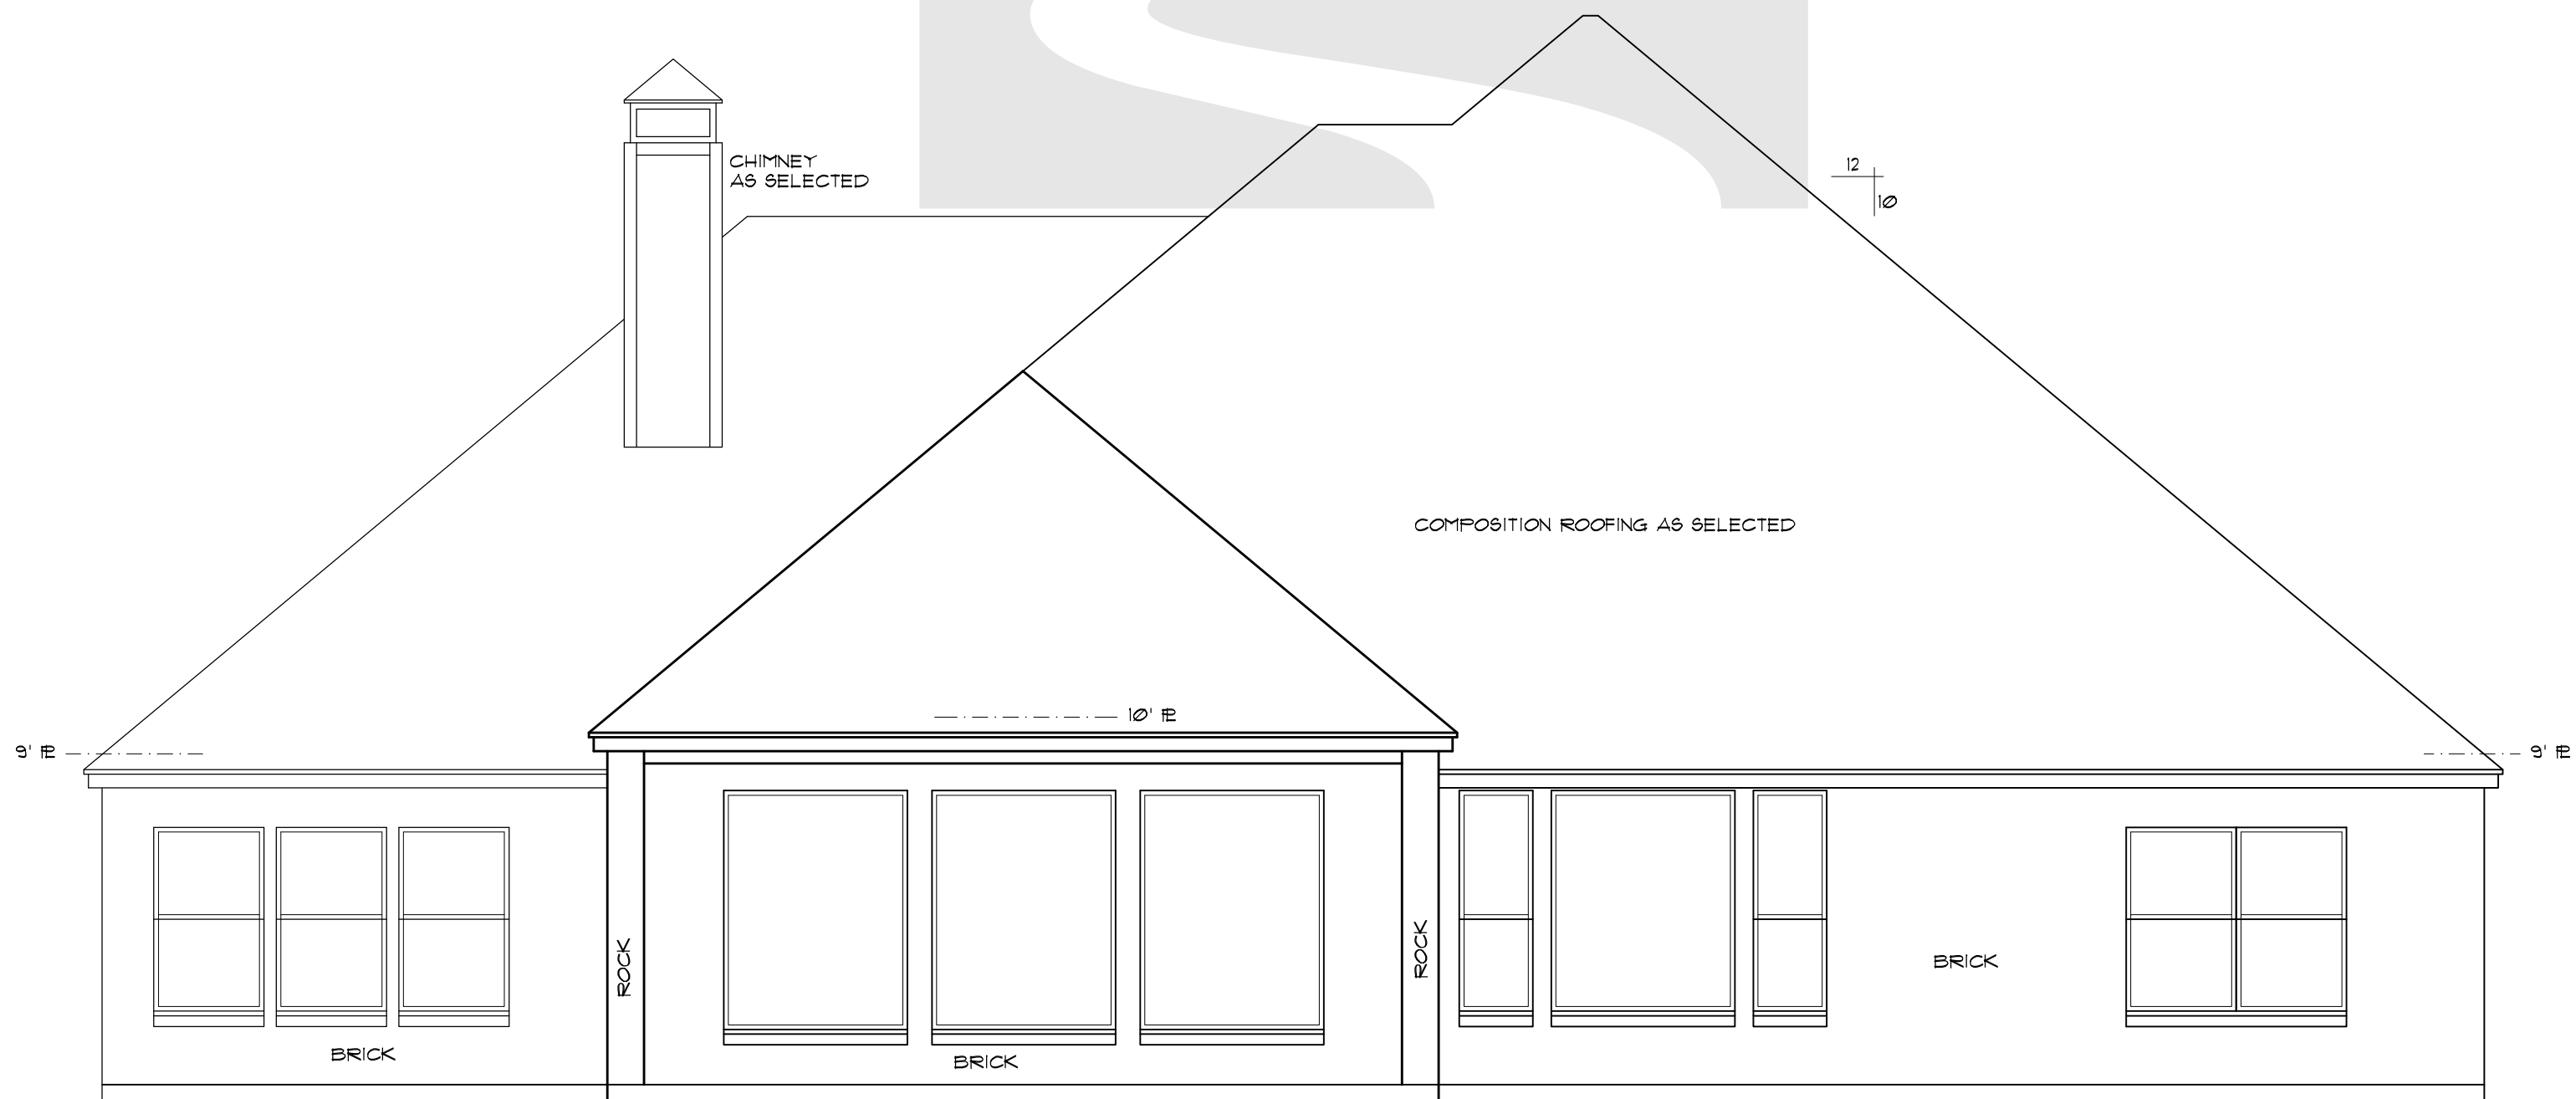 CHIMNEY
AS SELECTED
12
10
COMPOSITION ROOFING AS SELECTED
10' PL
9' PL
9' PL
ROCK
ROCK
BRICK
BRICK
BRICK